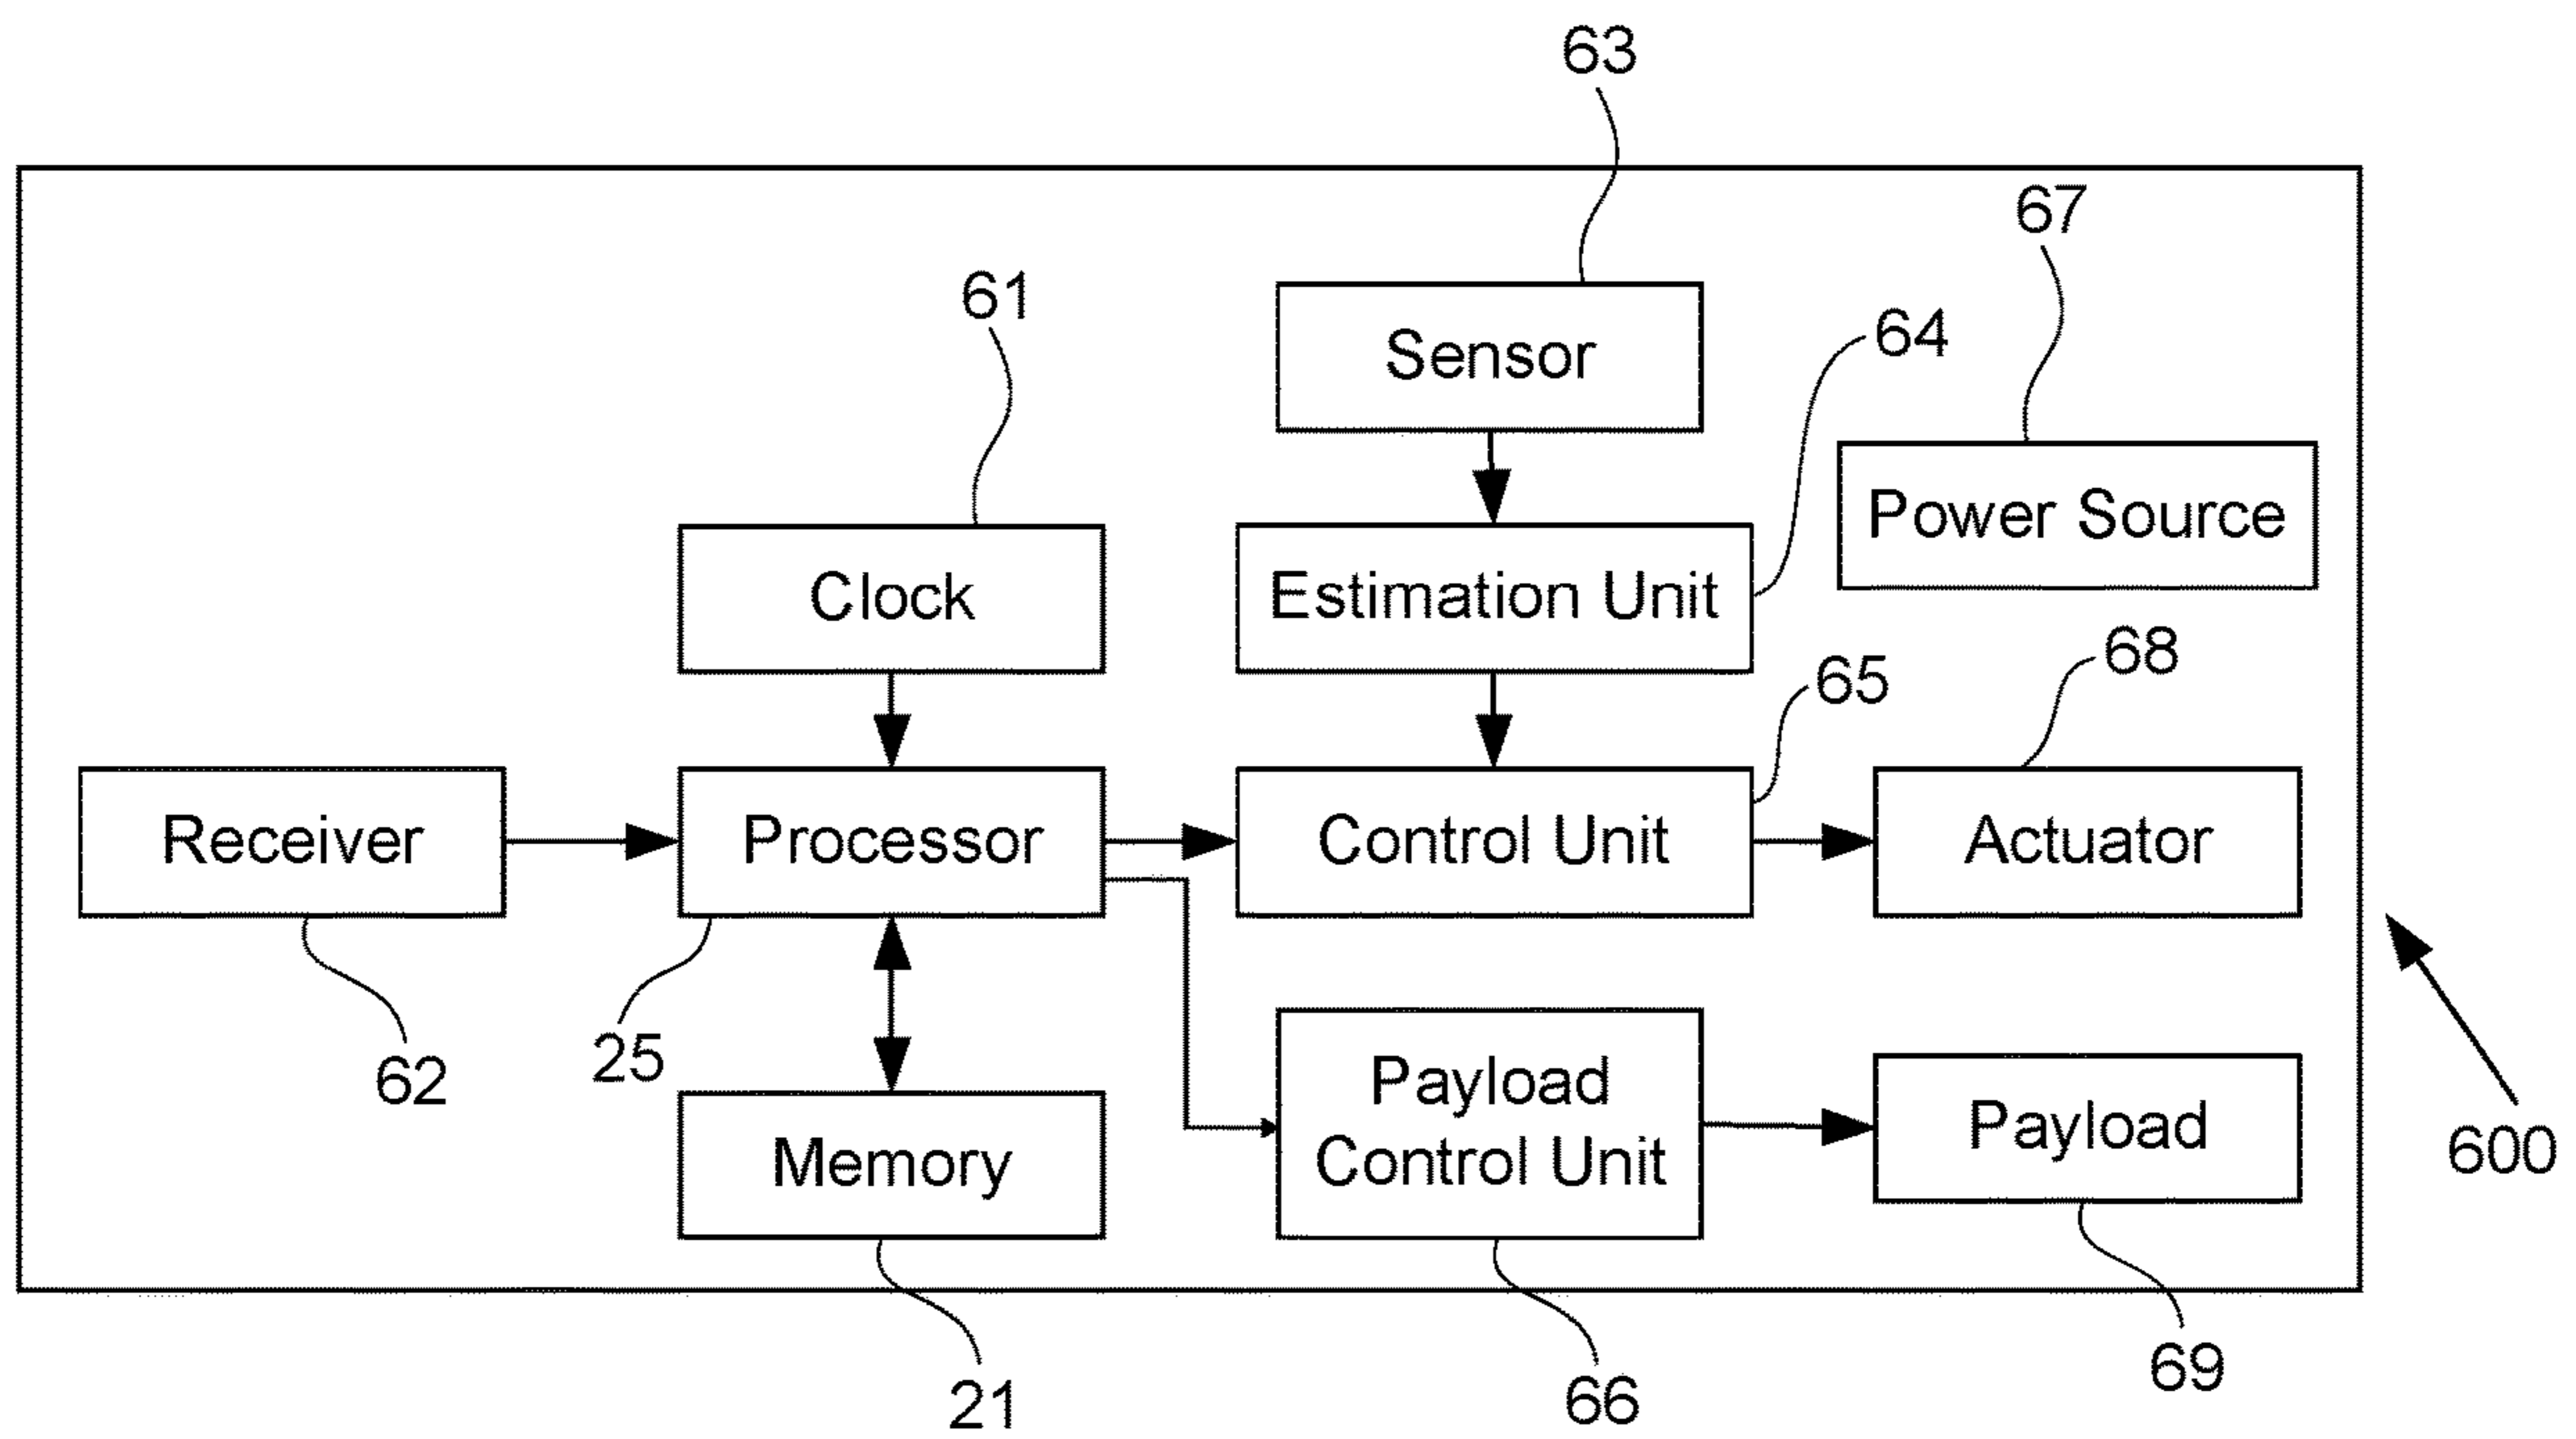 63
67
61
Sensor
64
Power Source
Clock
Estimation Unit
68
65
Receiver
Processor
Control Unit
Actuator
25
62
Payload
Control Unit
Payload
Memory
600
21
66
69